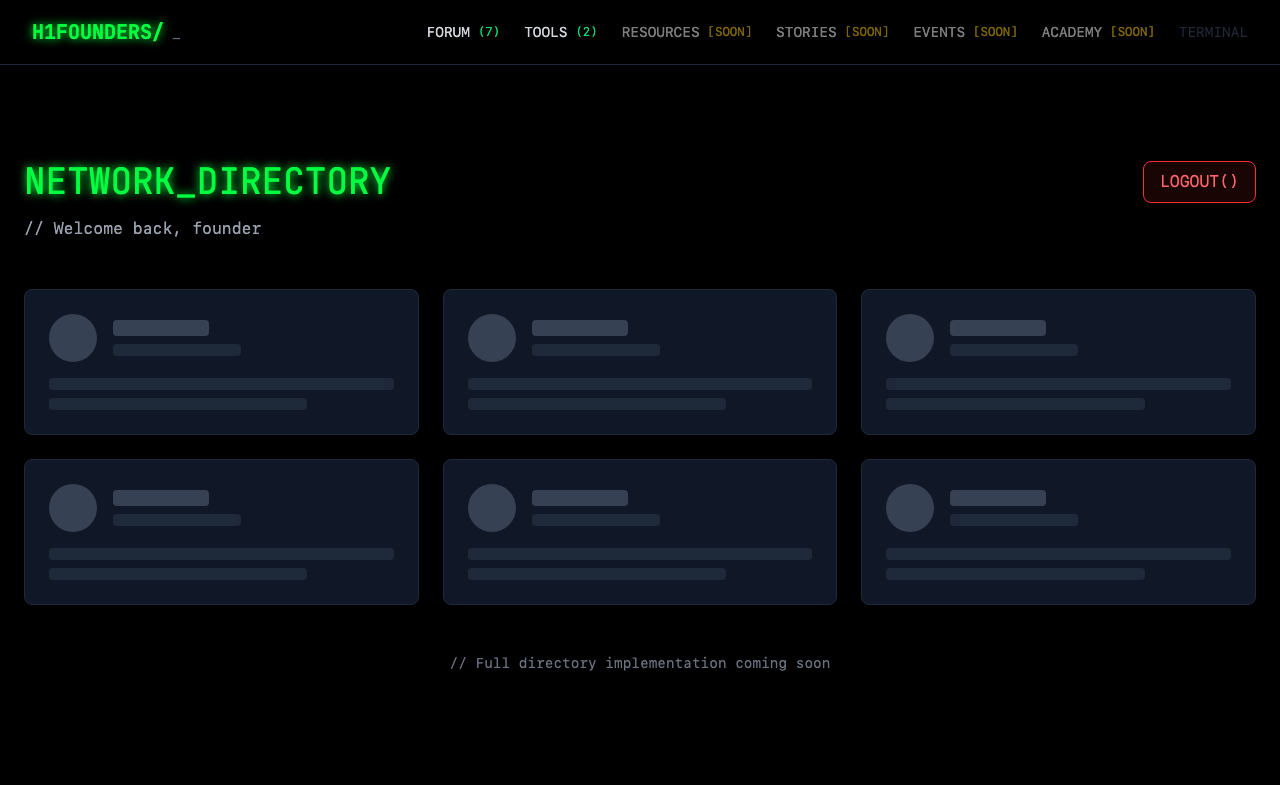 H1FOUNDERS/ _
FORUM (7) TOOLS (2) RESOURCES [SOON] STORIES [SOON] EVENTS [SOON] ACADEMY [SOON] TERMINAL
NETWORK_DIRECTORY
LOGOUT()
// Welcome back, founder
// Full directory implementation coming soon